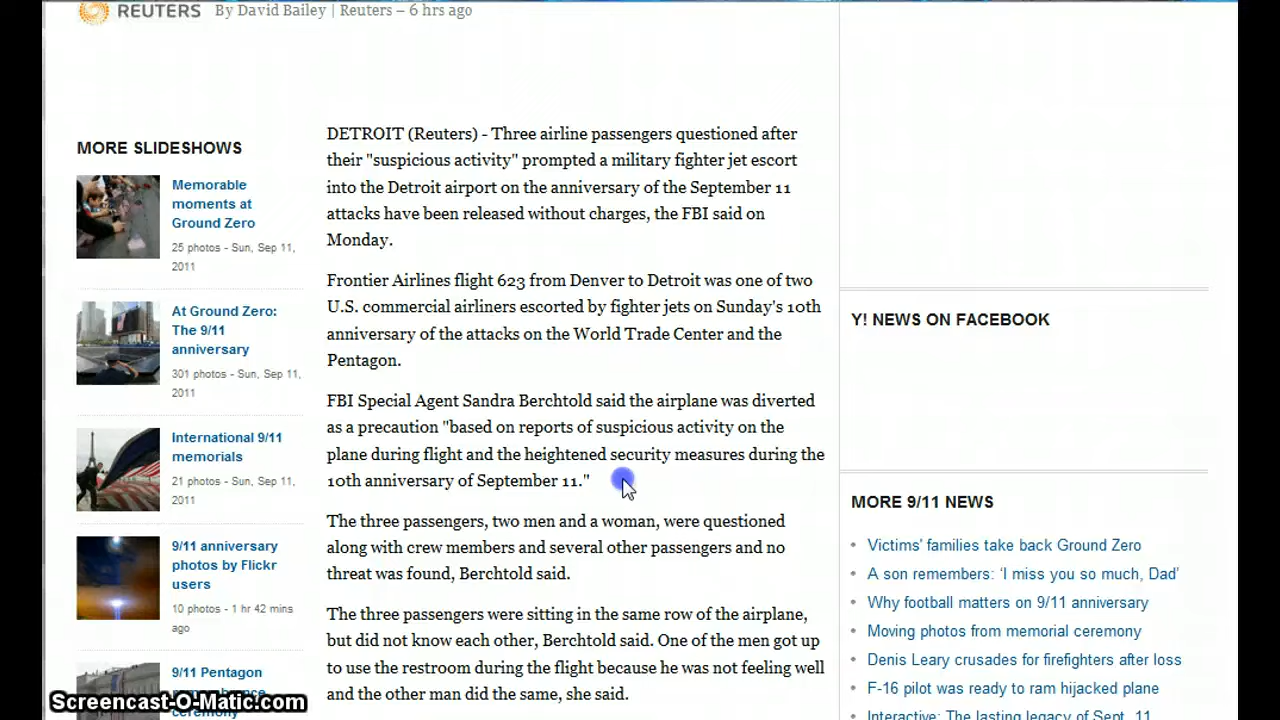 REUTERS By David Bailey | Reuters – 6 hrs ago
MORE SLIDESHOWS
Memorable
moments at
Ground Zero
25 photos - Sun, Sep 11,
2011
At Ground Zero:
The 9/11
anniversary
301 photos - Sun, Sep 11,
2011
International 9/11
memorials
21 photos - Sun, Sep 11,
2011
9/11 anniversary
photos by Flickr
users
10 photos - 1 hr 42 mins
ago
9/11 Pentagon
remembrance
ceremony
DETROIT (Reuters) - Three airline passengers questioned after
their "suspicious activity" prompted a military fighter jet escort
into the Detroit airport on the anniversary of the September 11
attacks have been released without charges, the FBI said on
Monday.
Frontier Airlines flight 623 from Denver to Detroit was one of two
U.S. commercial airliners escorted by fighter jets on Sunday's 10th
anniversary of the attacks on the World Trade Center and the
Pentagon.
FBI Special Agent Sandra Berchtold said the airplane was diverted
as a precaution "based on reports of suspicious activity on the
plane during flight and the heightened security measures during the
10th anniversary of September 11."
The three passengers, two men and a woman, were questioned
along with crew members and several other passengers and no
threat was found, Berchtold said.
The three passengers were sitting in the same row of the airplane,
but did not know each other, Berchtold said. One of the men got up
to use the restroom during the flight because he was not feeling well
and the other man did the same, she said.
Y! NEWS ON FACEBOOK
MORE 9/11 NEWS
• Victims' families take back Ground Zero
• A son remembers: ‘I miss you so much, Dad’
• Why football matters on 9/11 anniversary
• Moving photos from memorial ceremony
• Denis Leary crusades for firefighters after loss
• F-16 pilot was ready to ram hijacked plane
• Interactive: The lasting legacy of Sept. 11
Screencast-O-Matic.com